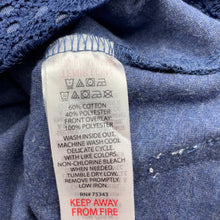 60% COTTON
40% POLYESTER
FRONT OVERLAY
100% POLYESTER
WASH INSIDE OUT.
MACHINE WASH COOL
DELICATE CYCLE.
WITH LIKE COLORS.
NON-CHLORINE BLEACH
WHEN NEEDED.
TUMBLE DRY LOW.
REMOVE PROMPTLY.
LOW IRON.
RN# 73343
KEEP AWAY
FROM FIRE